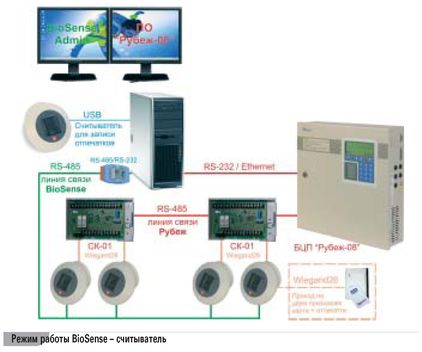 BioSense
Admin
ПО
"Рубеж-08"
USB
Считыватель
для записи
отпечатков
RS-485
RS-485/RS-232
RS-232 / Ethernet
линия связи
BioSense
RS-485
линия связи
Рубеж
СК-01
Wiegand26
СК-01
Wiegand26
БЦП "Рубеж-08"
Wiegand26
Проход по
двум признакам
карта + отпечаток
Режим работы BioSense – считыватель